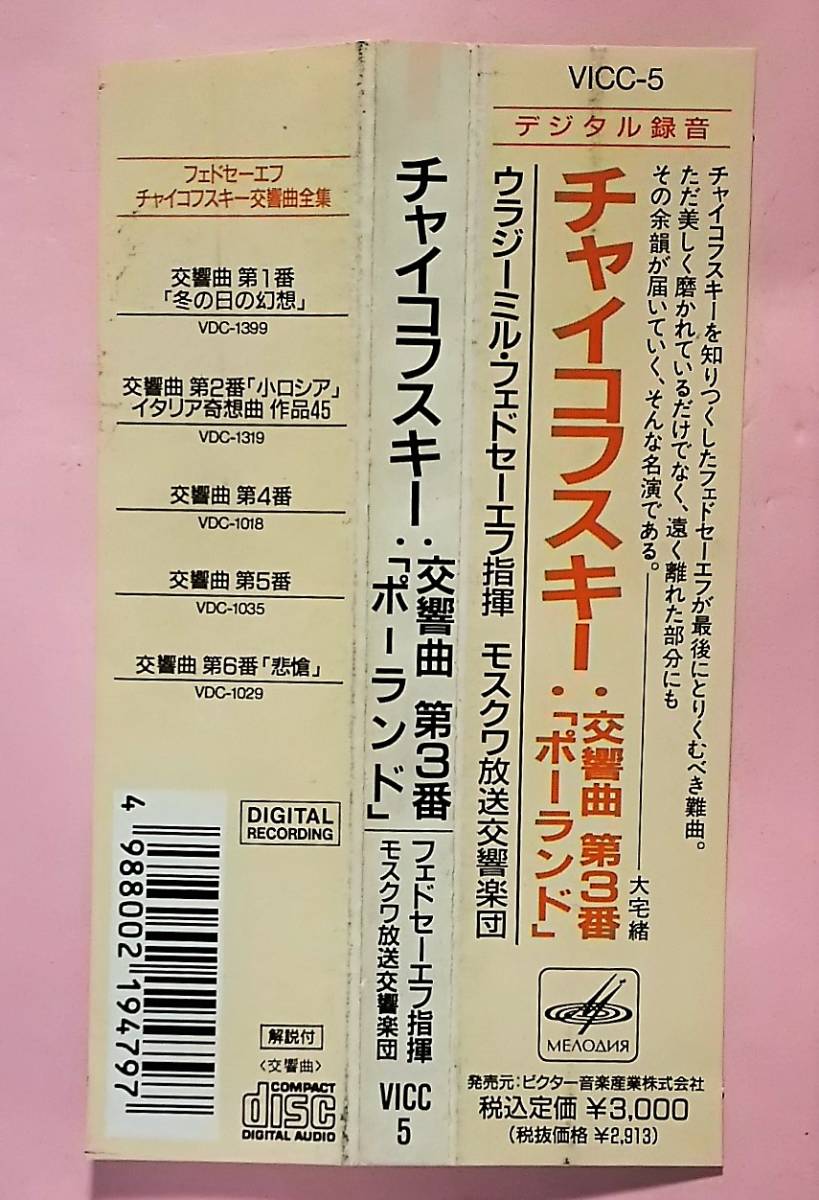 VICC-5
デジタル録音
チャイコフスキーを知りつくしたフェドセーエフが最後にとりくむべき難曲。
ただ美しく磨かれているだけでなく、遠く離れた部分にも
その余韻が届いていく、そんな名演である。
大宅緒
チャイコフスキー:交響曲 第3番
「ポーランド」
ウラジーミル・フェドセーエフ指揮 モスクワ放送交響楽団
МЕЛОДИЯ
発売元:ビクター音楽産業株式会社
税込定価 ¥3,000
(税抜価格 ¥2,913)
チャイコフスキー:交響曲 第3番
「ポーランド」
フェドセーエフ指揮
モスクワ放送交響楽団
VICC
5
フェドセーエフ
チャイコフスキー交響曲全集
交響曲 第1番
「冬の日の幻想」
VDC-1399
交響曲 第2番「小ロシア」
イタリア奇想曲 作品45
VDC-1319
交響曲 第4番
VDC-1018
交響曲 第5番
VDC-1035
交響曲 第6番「悲愴」
VDC-1029
4 988002 194797
DIGITAL
RECORDING
解説付
〈交響曲〉
COMPACT
disc
DIGITAL AUDIO